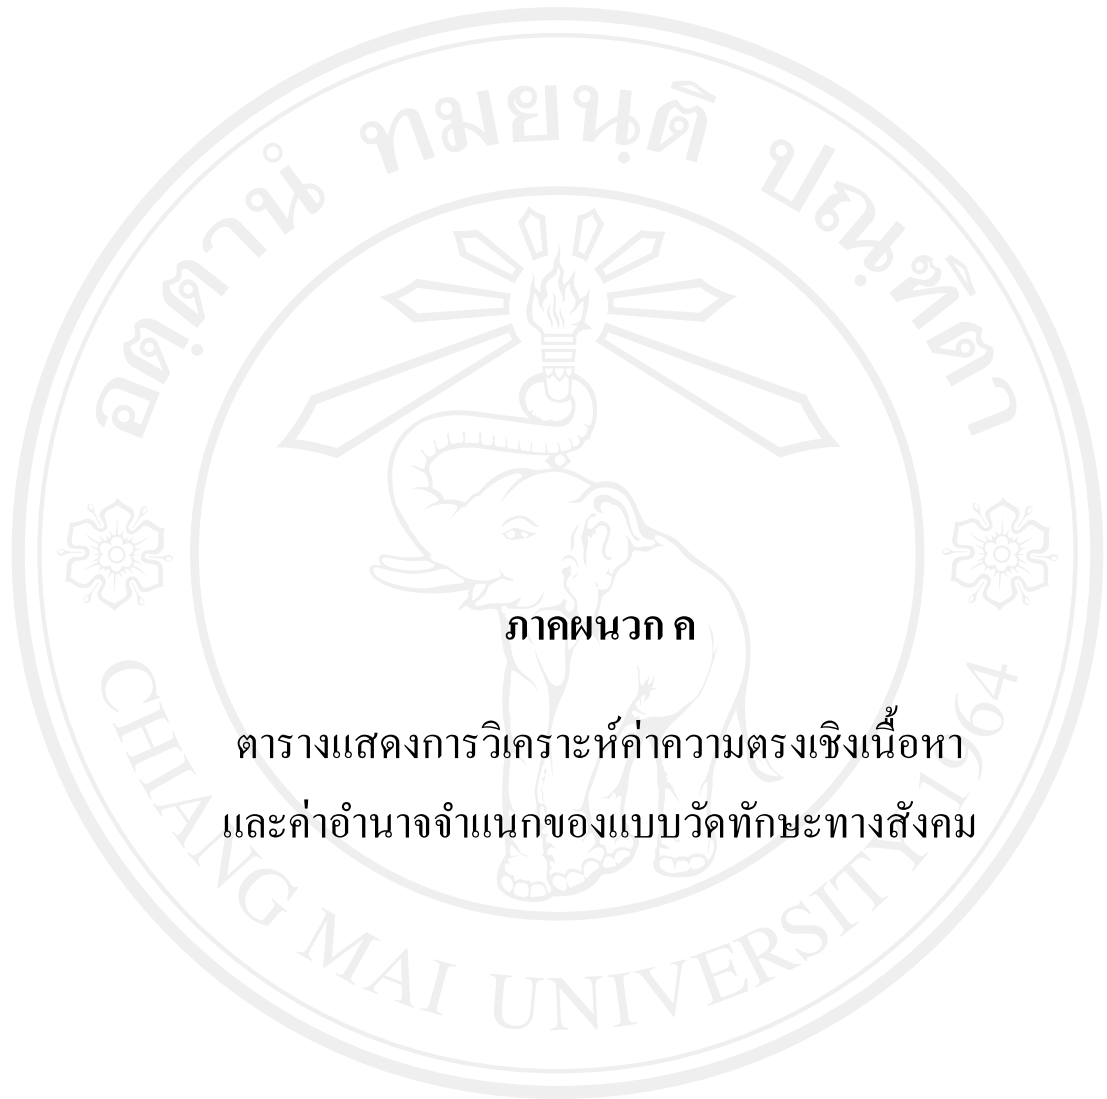 อตฺตานํ ทมยนฺติ ปณฺฑิตา
ภาคผนวก ค
ตารางแสดงการวิเคราะห์ค่าความตรงเชิงเนื้อหา
และค่าอำนาจจำแนกของแบบวัดทักษะทางสังคม
CHIANG MAI UNIVERSITY 1964